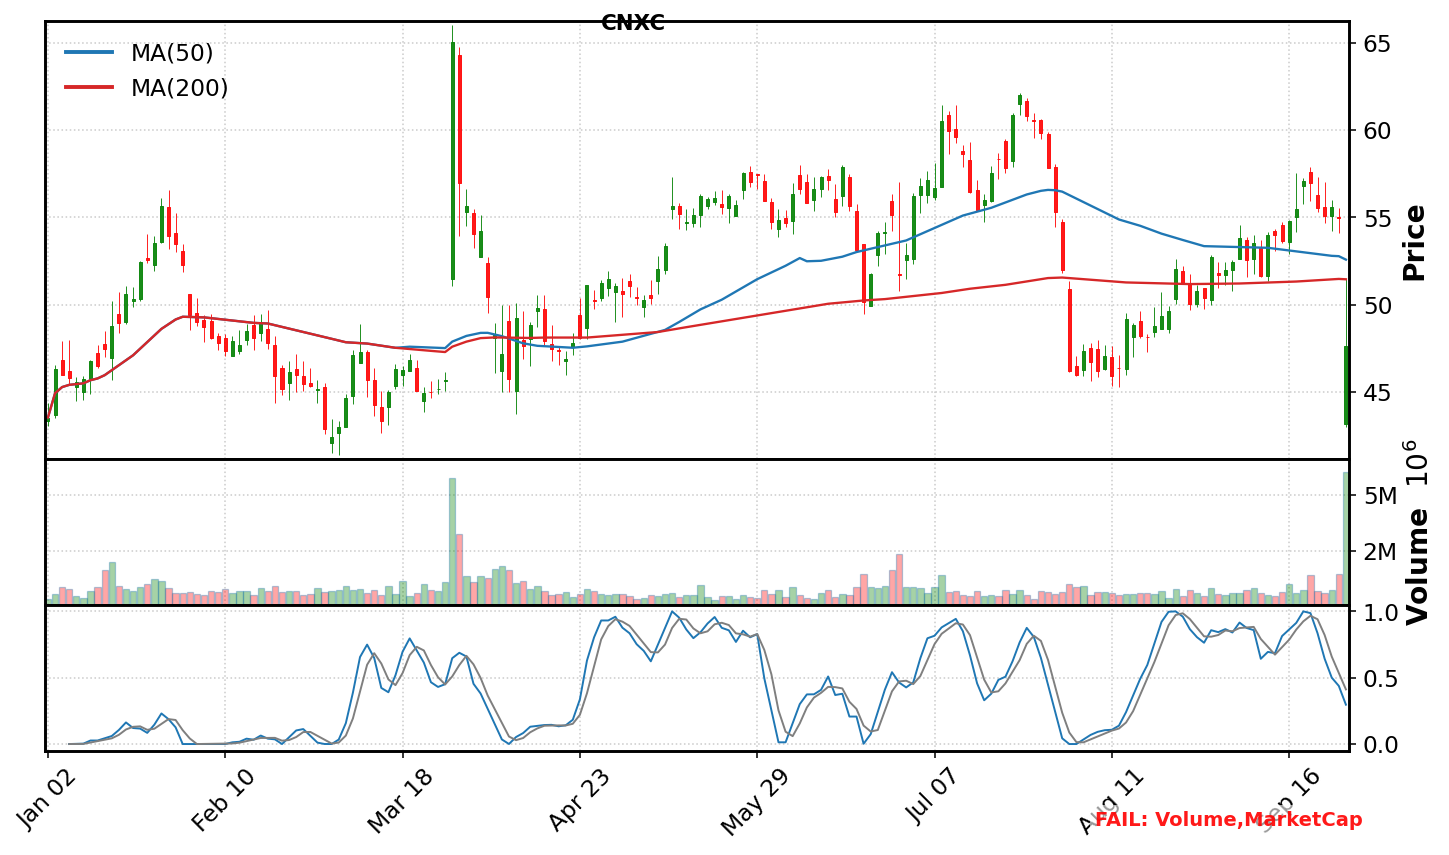 CNXC
MA(50)
MA(200)
65
60
55
50
45
Price
5M
2M
Volume 10^6
1.0
0.5
0.0
Jan 02
Feb 10
Mar 18
Apr 23
May 29
Jul 07
Aug 11
Sep 16
FAIL: Volume,MarketCap